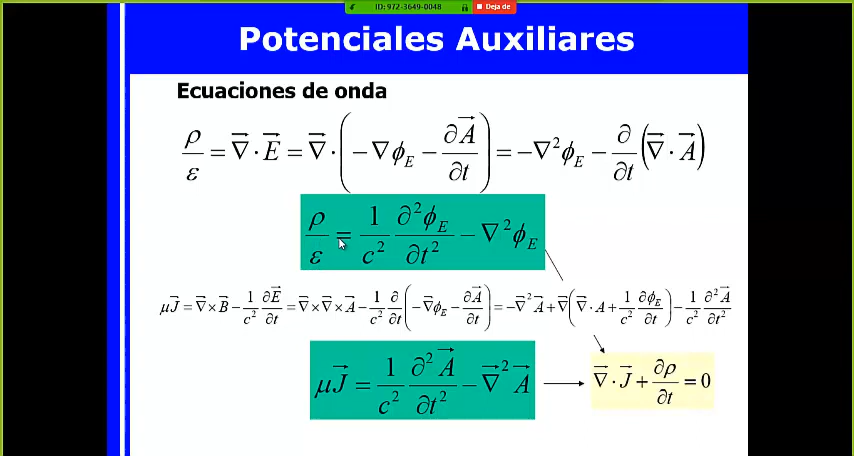 ID: 972-3649-0048 Deja de
Potenciales Auxiliares
Ecuaciones de onda
ρ/ε = ∇⃗ · E⃗ = ∇⃗ · ( −∇ϕ_E − ∂A⃗/∂t ) = −∇²ϕ_E − ∂/∂t (∇⃗ · A⃗)
ρ/ε = 1/c² ∂²ϕ_E/∂t² − ∇²ϕ_E
μJ⃗ = ∇⃗ × B⃗ − 1/c² ∂E⃗/∂t = ∇⃗ × ∇⃗ × A⃗ − 1/c² ∂/∂t ( −∇⃗ϕ_E − ∂A⃗/∂t ) = −∇⃗²A⃗ + ∇⃗ ( ∇⃗ · A + 1/c² ∂ϕ_E/∂t ) − 1/c² ∂²A⃗/∂t²
μJ⃗ = 1/c² ∂²A⃗/∂t² − ∇⃗²A⃗
∇⃗ · J⃗ + ∂ρ/∂t = 0